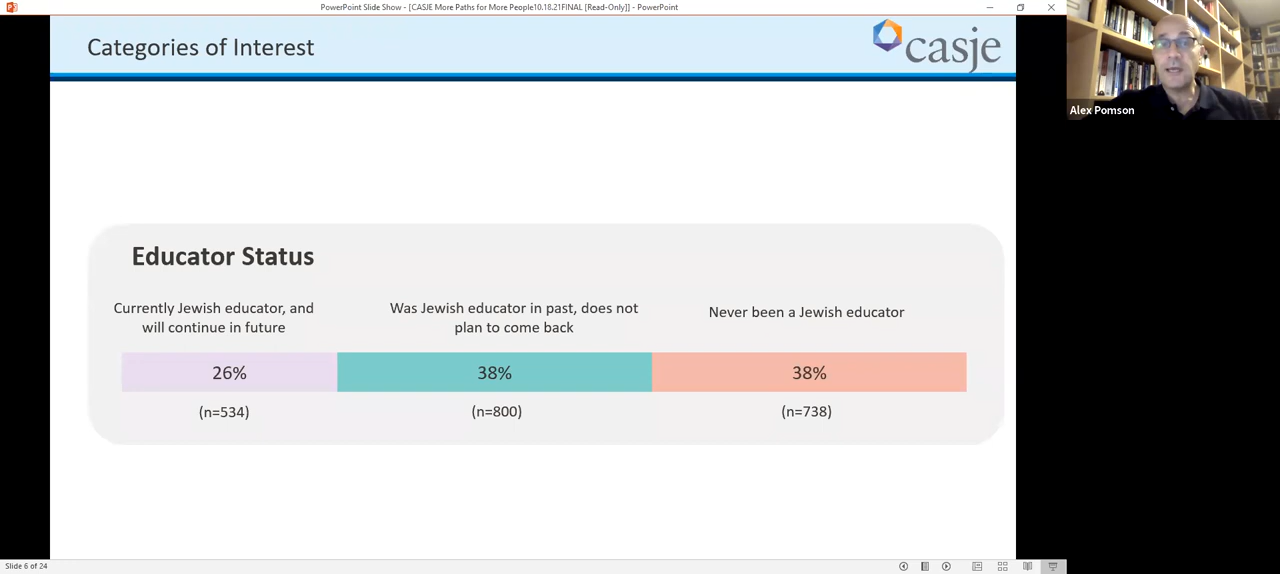 PowerPoint Slide Show - [CASJE More Paths for More People10.18.21FINAL [Read-Only]] - PowerPoint
Categories of Interest
casje
Alex Pomson
Educator Status
Currently Jewish educator, and
will continue in future
Was Jewish educator in past, does not
plan to come back
Never been a Jewish educator
26%
38%
38%
(n=534)
(n=800)
(n=738)
Slide 6 of 24